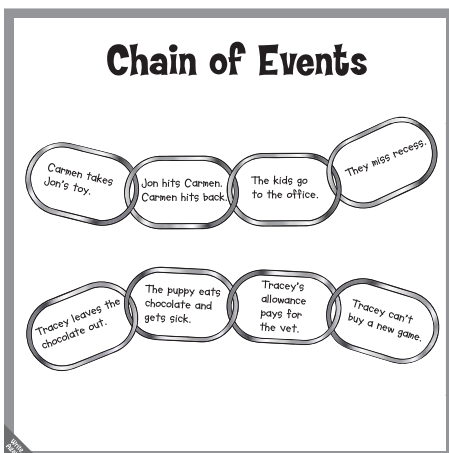 Chain of Events
Carmen takes
Jon's toy.
Jon hits Carmen.
Carmen hits back.
The kids go
to the office.
They miss recess.
Tracey leaves the
chocolate out.
The puppy eats
chocolate and
gets sick.
Tracey's
allowance
pays for
the vet.
Tracey can't
buy a new game.
Write